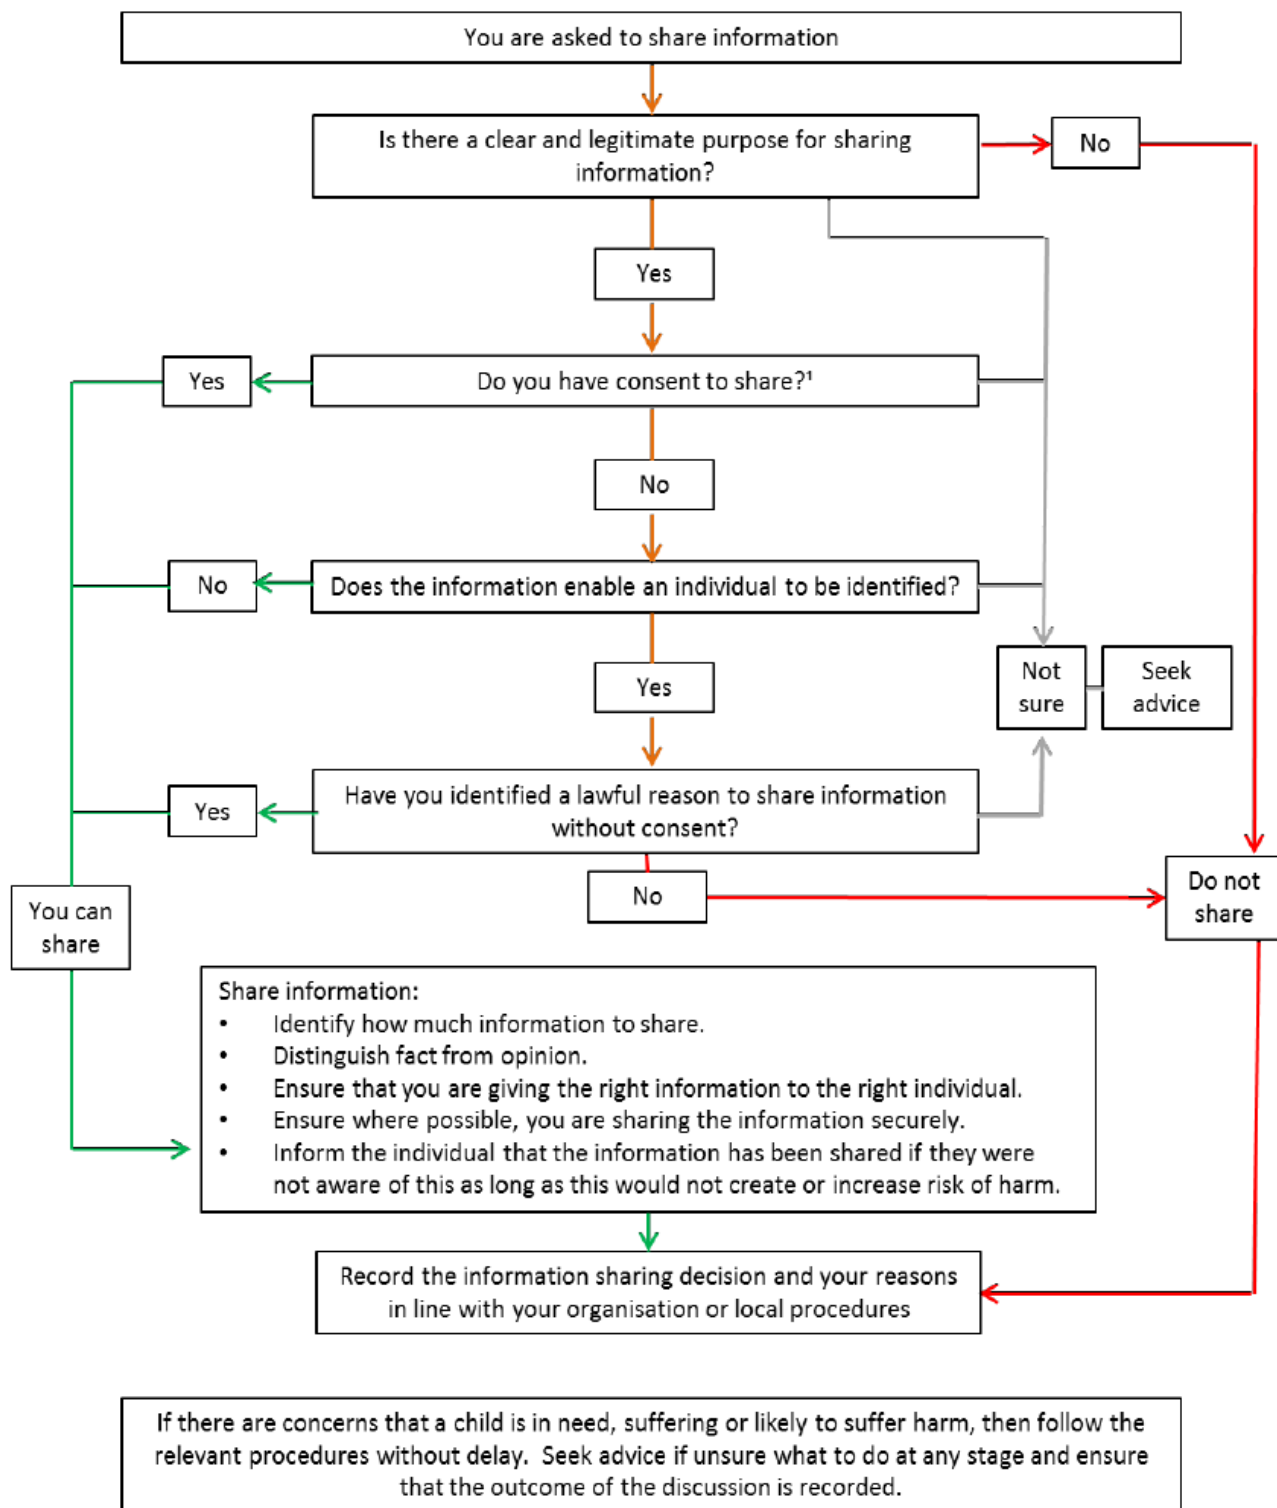 You are asked to share information
Is there a clear and legitimate purpose for sharing
information?
No
Yes
Yes
Do you have consent to share?¹
No
No
Does the information enable an individual to be identified?
Yes
Not
sure
Seek
advice
Yes
Have you identified a lawful reason to share information
without consent?
No
Do not
share
You can
share
Share information:
• Identify how much information to share.
• Distinguish fact from opinion.
• Ensure that you are giving the right information to the right individual.
• Ensure where possible, you are sharing the information securely.
• Inform the individual that the information has been shared if they were
not aware of this as long as this would not create or increase risk of harm.
Record the information sharing decision and your reasons
in line with your organisation or local procedures
If there are concerns that a child is in need, suffering or likely to suffer harm, then follow the
relevant procedures without delay.  Seek advice if unsure what to do at any stage and ensure
that the outcome of the discussion is recorded.